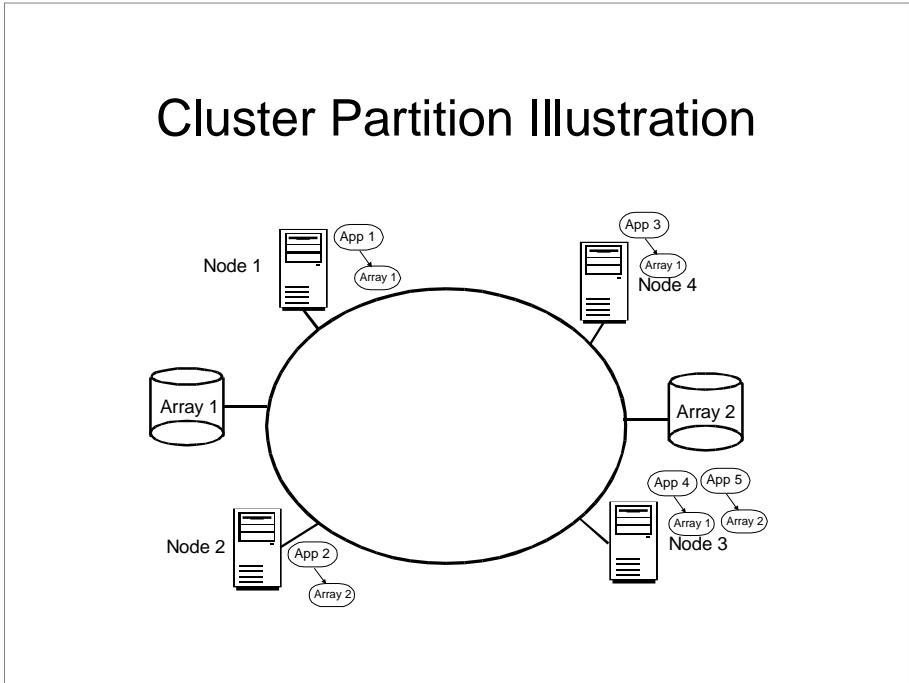 Cluster Partition Illustration
App 1
Array 1
Node 1
App 3
Array 1
Node 4
Array 1
Array 2
App 4
App 5
Array 1
Array 2
Node 3
Node 2
App 2
Array 2